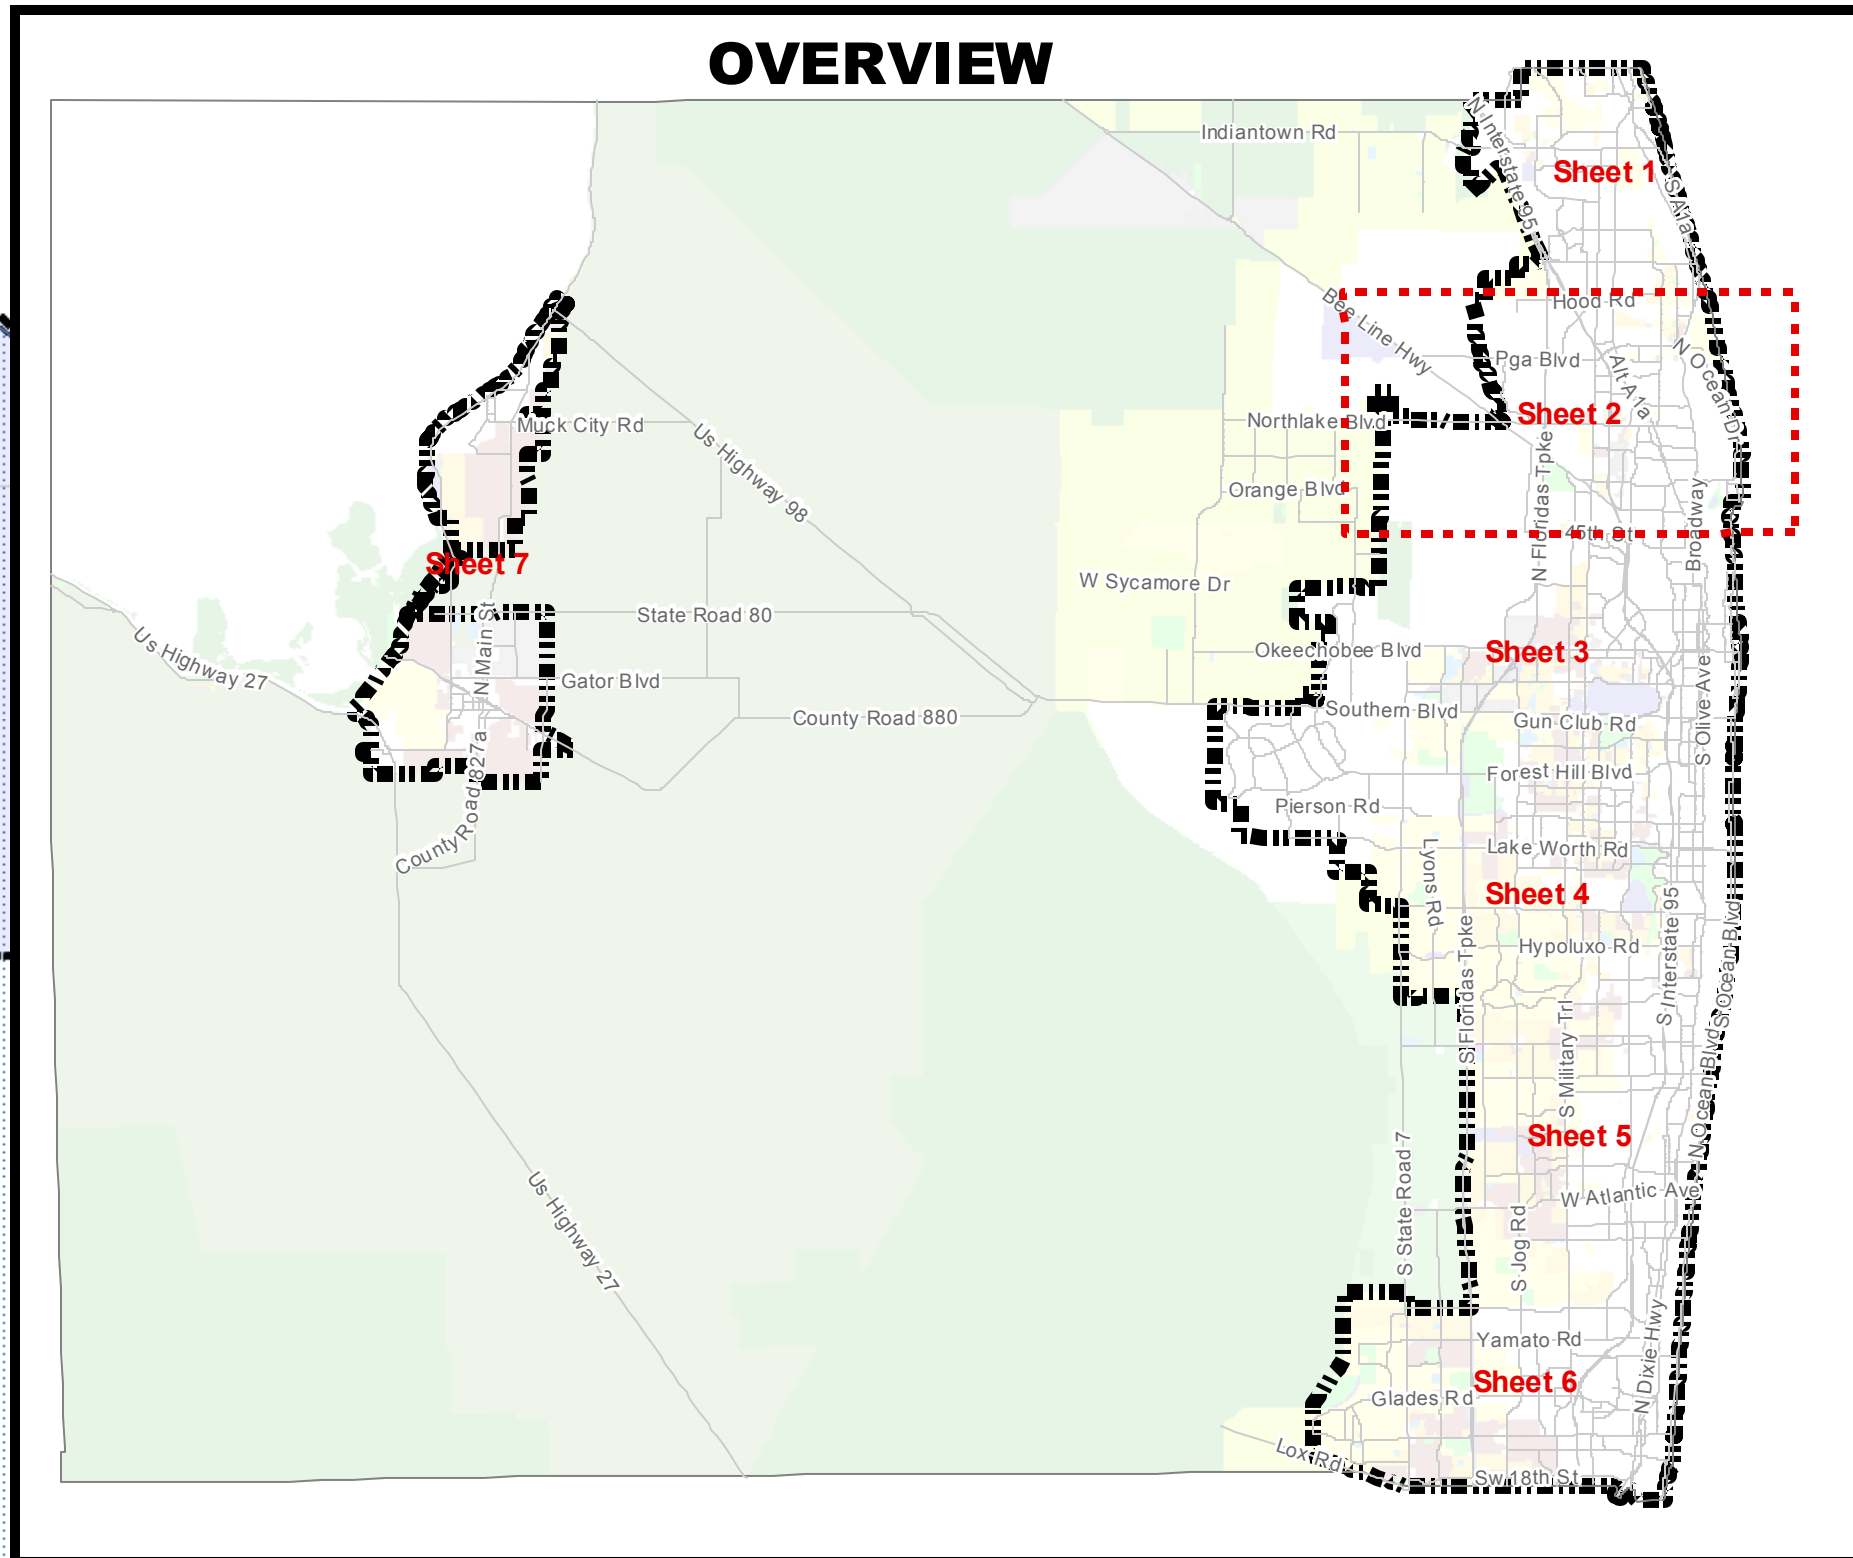 OVERVIEW
Indiantown Rd
N Interstate 95
Sheet 1
S A1a
Bee Line Hwy
Hood Rd
Pga Blvd
Alt A1a
N Ocean Dr
Sheet 2
Northlake Blvd
Muck City Rd
Us Highway 98
Orange Blvd
N Floridas Tpke
45th St
Broadway
Sheet 7
W Sycamore Dr
State Road 80
N Main St
Us Highway 27
Okeechobee Blvd
Sheet 3
Gator Blvd
S Olive Ave
County Road 880
Southern Blvd
Gun Club Rd
Forest Hill Blvd
County Road 827a
Pierson Rd
Lake Worth Rd
Lyons Rd
Sheet 4
Hypoluxo Rd
S Interstate 95
S Ocean Blvd
S Floridas Tpke
S Military Trl
N Ocean Blvd
Sheet 5
S State Road 7
W Atlantic Ave
S Jog Rd
Us Highway 27
Yamato Rd
N Dixie Hwy
Sheet 6
Glades Rd
Lox Rd
Sw 18th St